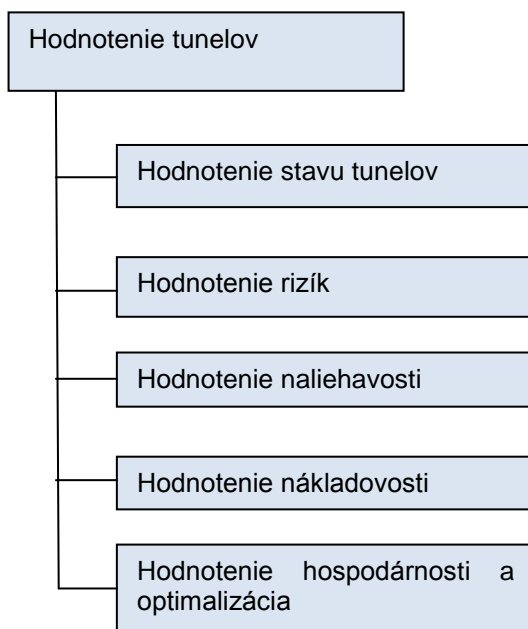 Hodnotenie tunelov
Hodnotenie stavu tunelov
Hodnotenie rizík
Hodnotenie naliehavosti
Hodnotenie nákladovosti
Hodnotenie hospodárnosti a
optimalizácia